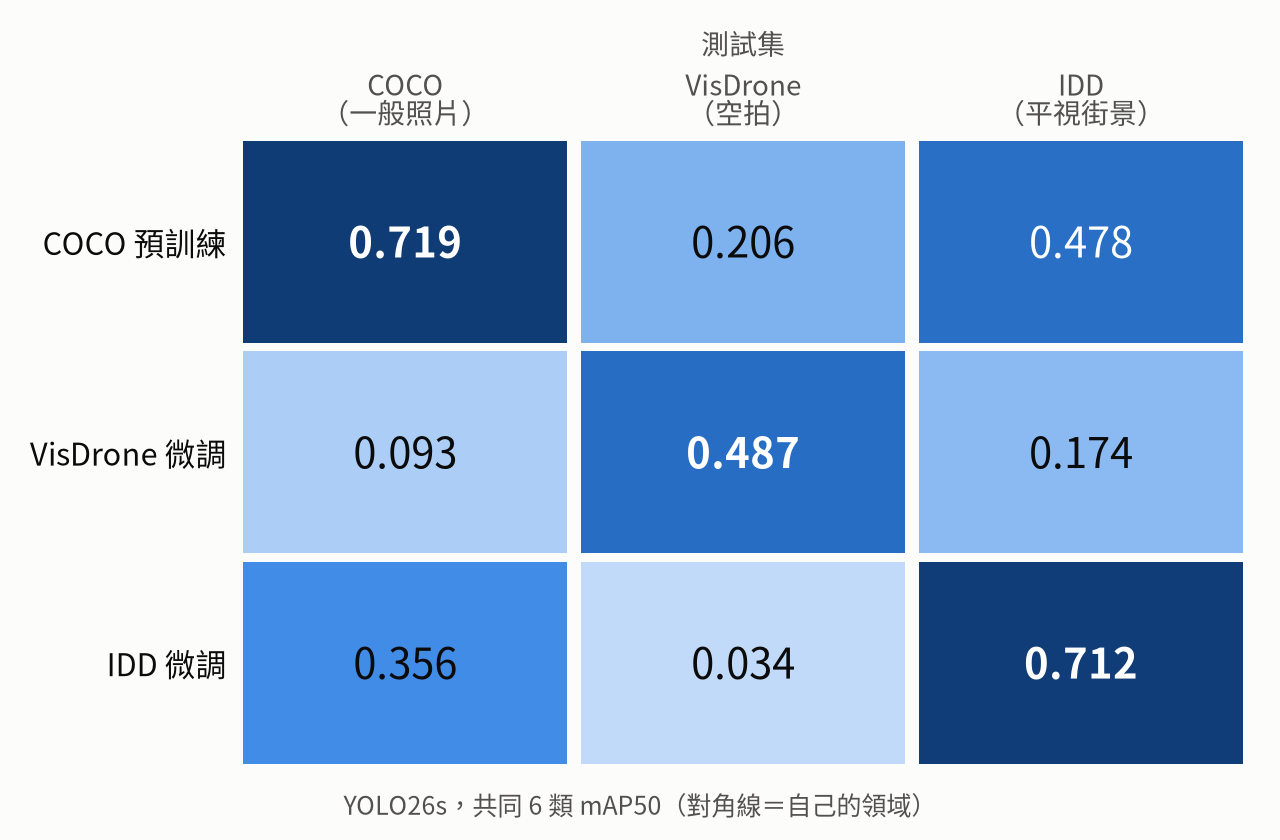 測試集
COCO
（一般照片）
VisDrone
（空拍）
IDD
（平視街景）
COCO 預訓練
0.719
0.206
0.478
VisDrone 微調
0.093
0.487
0.174
IDD 微調
0.356
0.034
0.712
YOLO26s，共同 6 類 mAP50（對角線＝自己的領域）